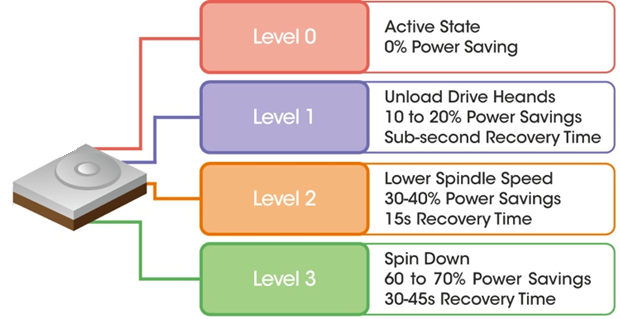 Level 0
Active State
0% Power Saving
Level 1
Unload Drive Heands
10 to 20% Power Savings
Sub-second Recovery Time
Level 2
Lower Spindle Speed
30-40% Power Savings
15s Recovery Time
Level 3
Spin Down
60 to 70% Power Savings
30-45s Recovery Time